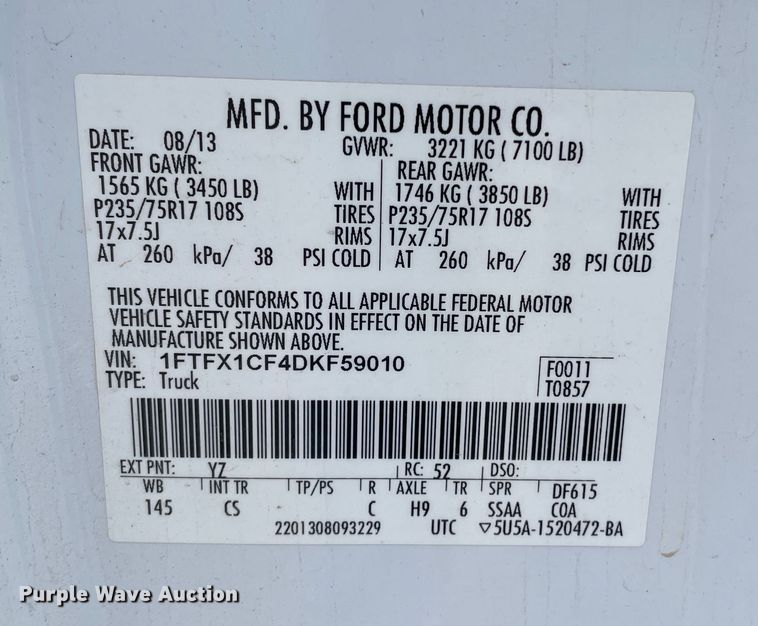 MFD. BY FORD MOTOR CO.
DATE: 08/13 GVWR: 3221 KG ( 7100 LB)
FRONT GAWR: REAR GAWR:
1565 KG ( 3450 LB) WITH 1746 KG ( 3850 LB) WITH
P235/75R17 108S TIRES P235/75R17 108S TIRES
17x7.5J RIMS 17x7.5J RIMS
AT 260 kPa/ 38 PSI COLD AT 260 kPa/ 38 PSI COLD
THIS VEHICLE CONFORMS TO ALL APPLICABLE FEDERAL MOTOR
VEHICLE SAFETY STANDARDS IN EFFECT ON THE DATE OF
MANUFACTURE SHOWN ABOVE.
VIN: 1FTFX1CF4DKF59010 F0011
TYPE: Truck T0857
EXT PNT: YZ RC: 52 DSO:
WB INT TR TP/PS R AXLE TR SPR DF615
145 CS C H9 6 SSAA COA
2201308093229 UTC ▽5U5A-1520472-BA
Purple Wave Auction